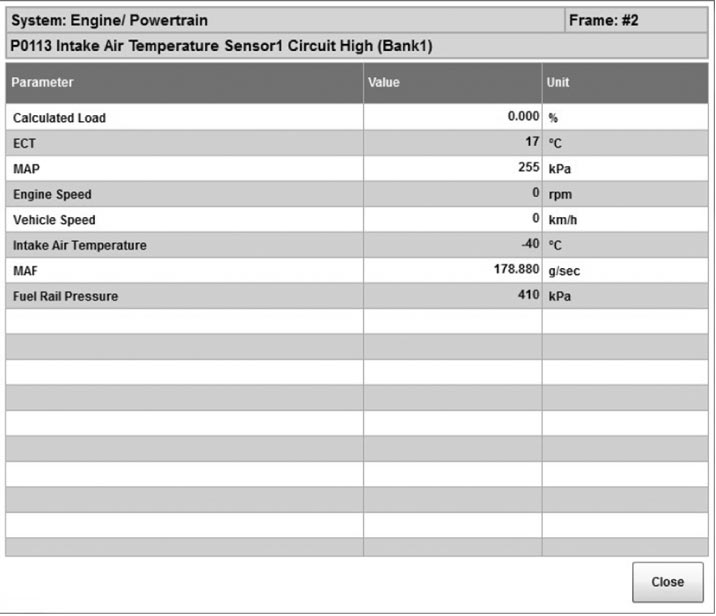 System: Engine/ Powertrain Frame: #2
P0113 Intake Air Temperature Sensor1 Circuit High (Bank1)
Parameter Value Unit
Calculated Load 0.000 %
ECT 17 °C
MAP 255 kPa
Engine Speed 0 rpm
Vehicle Speed 0 km/h
Intake Air Temperature -40 °C
MAF 178.880 g/sec
Fuel Rail Pressure 410 kPa
Close